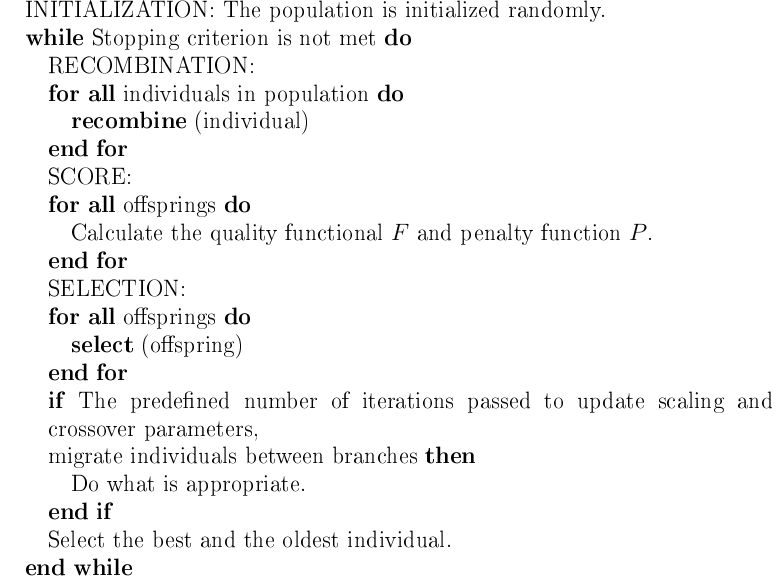 INITIALIZATION: The population is initialized randomly.
while Stopping criterion is not met do
RECOMBINATION:
for all individuals in population do
recombine (individual)
end for
SCORE:
for all offsprings do
Calculate the quality functional F and penalty function P.
end for
SELECTION:
for all offsprings do
select (offspring)
end for
if The predefined number of iterations passed to update scaling and
crossover parameters,
migrate individuals between branches then
Do what is appropriate.
end if
Select the best and the oldest individual.
end while